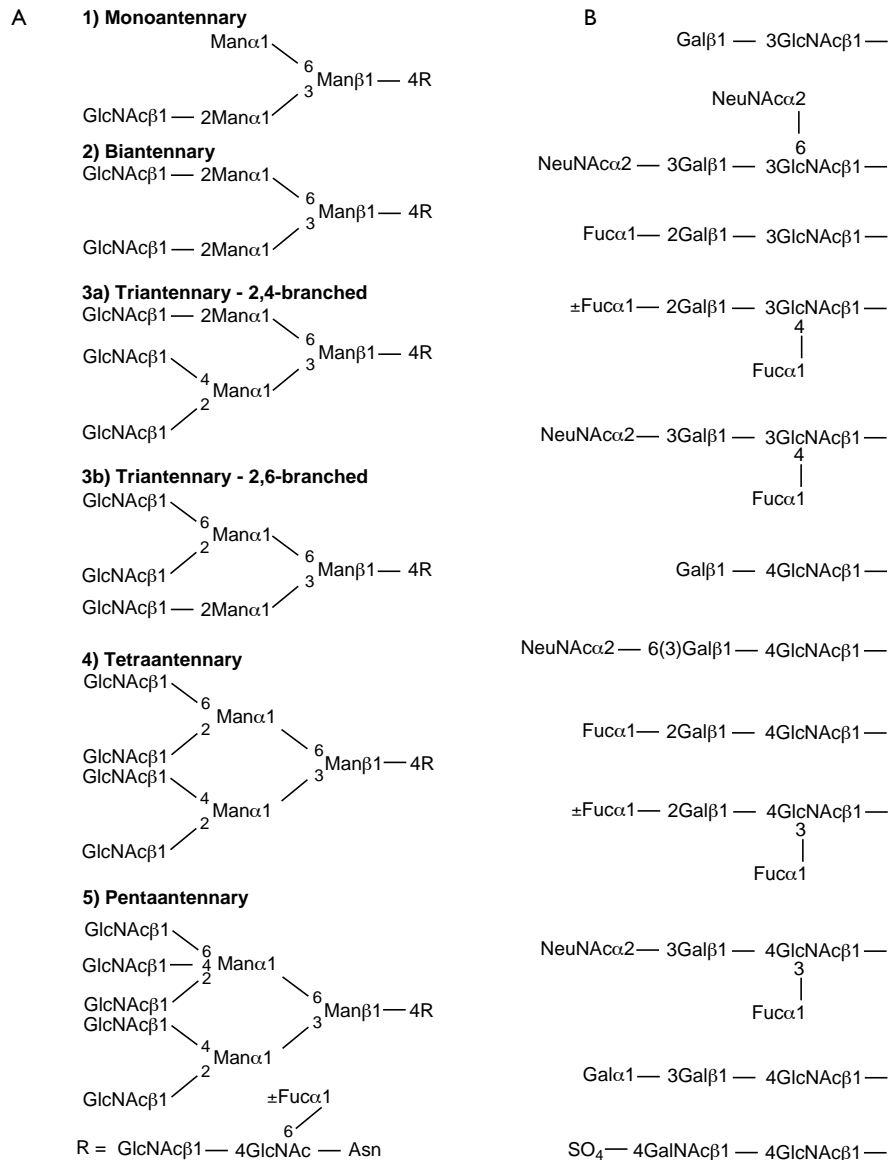 A
1) Monoantennary
Manα1
6
Manβ1 — 4R
3
GlcNAcβ1 — 2Manα1
2) Biantennary
GlcNAcβ1 — 2Manα1
6
Manβ1 — 4R
3
GlcNAcβ1 — 2Manα1
3a) Triantennary - 2,4-branched
GlcNAcβ1 — 2Manα1
6
GlcNAcβ1
Manβ1 — 4R
3
4
Manα1
2
GlcNAcβ1
3b) Triantennary - 2,6-branched
GlcNAcβ1
6
Manα1
2
6
Manβ1 — 4R
3
GlcNAcβ1
GlcNAcβ1 — 2Manα1
4) Tetraantennary
GlcNAcβ1
6
Manα1
2
GlcNAcβ1
6
Manβ1 — 4R
3
GlcNAcβ1
4
Manα1
2
GlcNAcβ1
5) Pentaantennary
GlcNAcβ1
6
GlcNAcβ1 — 4 Manα1
2
GlcNAcβ1
6
Manβ1 — 4R
3
GlcNAcβ1
4
Manα1
2
GlcNAcβ1
±Fucα1
6
R = GlcNAcβ1 — 4GlcNAc — Asn
B
Galβ1 — 3GlcNAcβ1 —
NeuNAcα2
6
NeuNAcα2 — 3Galβ1 — 3GlcNAcβ1 —
Fucα1 — 2Galβ1 — 3GlcNAcβ1 —
±Fucα1 — 2Galβ1 — 3GlcNAcβ1 —
4
Fucα1
NeuNAcα2 — 3Galβ1 — 3GlcNAcβ1 —
4
Fucα1
Galβ1 — 4GlcNAcβ1 —
NeuNAcα2 — 6(3)Galβ1 — 4GlcNAcβ1 —
Fucα1 — 2Galβ1 — 4GlcNAcβ1 —
±Fucα1 — 2Galβ1 — 4GlcNAcβ1 —
3
Fucα1
NeuNAcα2 — 3Galβ1 — 4GlcNAcβ1 —
3
Fucα1
Galα1 — 3Galβ1 — 4GlcNAcβ1 —
SO4 — 4GalNAcβ1 — 4GlcNAcβ1 —